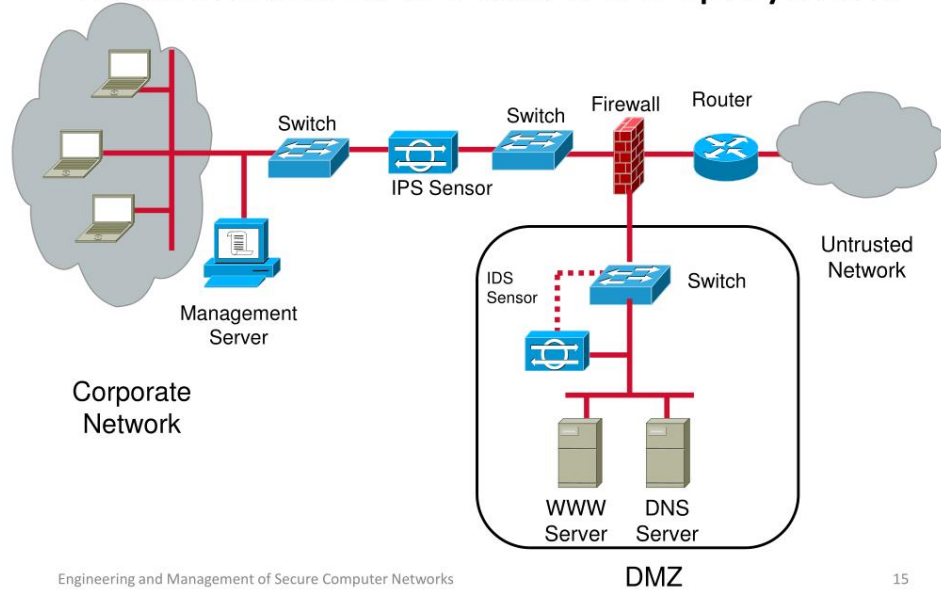 Switch
IPS Sensor
Switch
Firewall
Router
Untrusted
Network
Management
Server
Corporate
Network
IDS
Sensor
Switch
WWW
Server
DNS
Server
DMZ
Engineering and Management of Secure Computer Networks
15